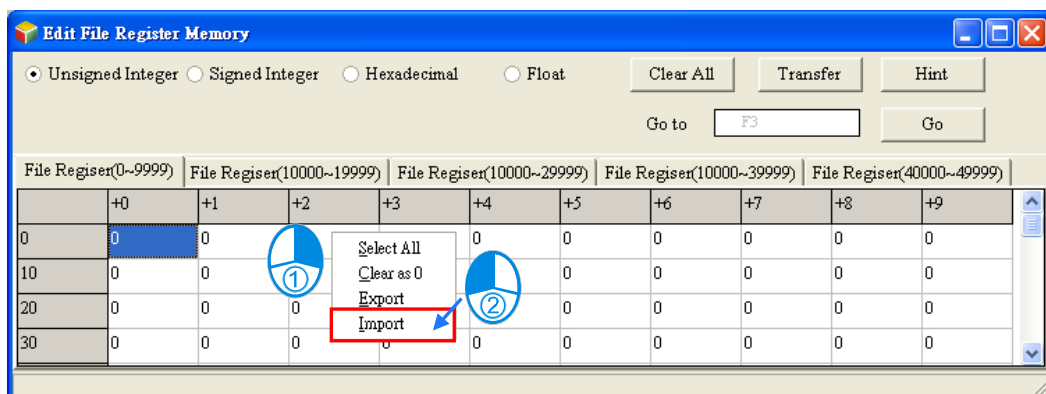 Edit File Register Memory
Unsigned Integer Signed Integer Hexadecimal Float Clear All Transfer Hint
Go to F3 Go
File Regiser(0~9999) File Regiser(10000~19999) File Regiser(10000~29999) File Regiser(10000~39999) File Regiser(40000~49999)
+0 +1 +2 +3 +4 +5 +6 +7 +8 +9
0 0 0 0 0 0 0 0 0
Select All
10 0 0 0 0 0 0 0 0
① Clear as 0
20 0 0 0 0 0 0 0 0
Export ②
Import
30 0 0 0 0 0 0 0 0 0 0